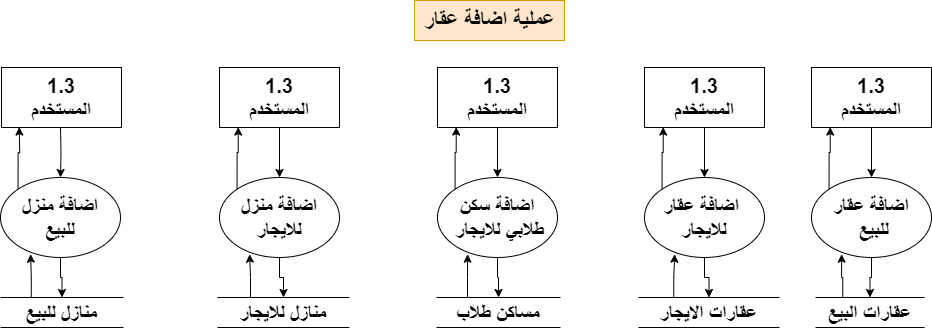 عملية اضافة عقار
1.3
المستخدم
1.3
المستخدم
1.3
المستخدم
1.3
المستخدم
1.3
المستخدم
اضافة عقار
للبيع
اضافة عقار
للايجار
اضافة سكن
طلابي للايجار
اضافة منزل
للايجار
اضافة منزل
للبيع
عقارات البيع
عقارات الايجار
مساكن طلاب
منازل للايجار
منازل للبيع